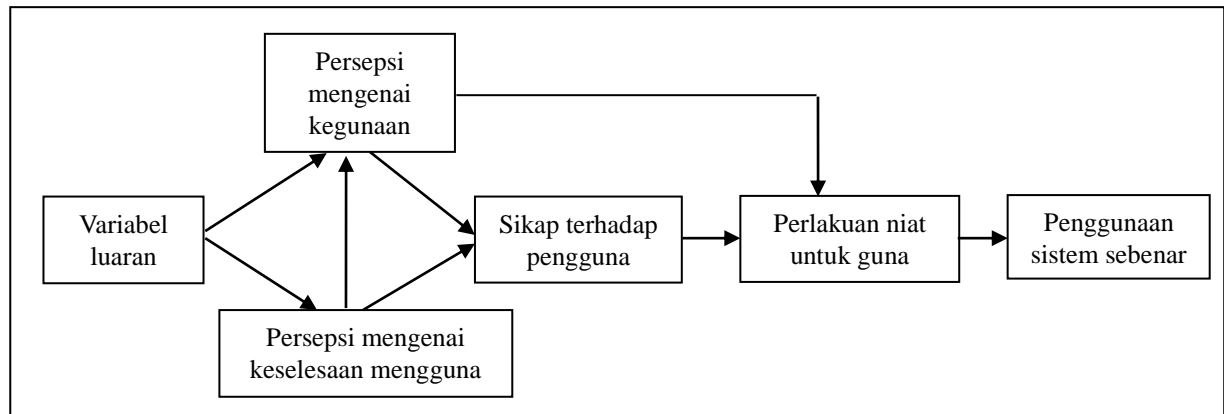 Persepsi
mengenai
kegunaan
Variabel
luaran
Sikap terhadap
pengguna
Perlakuan niat
untuk guna
Penggunaan
sistem sebenar
Persepsi mengenai
keselesaan mengguna